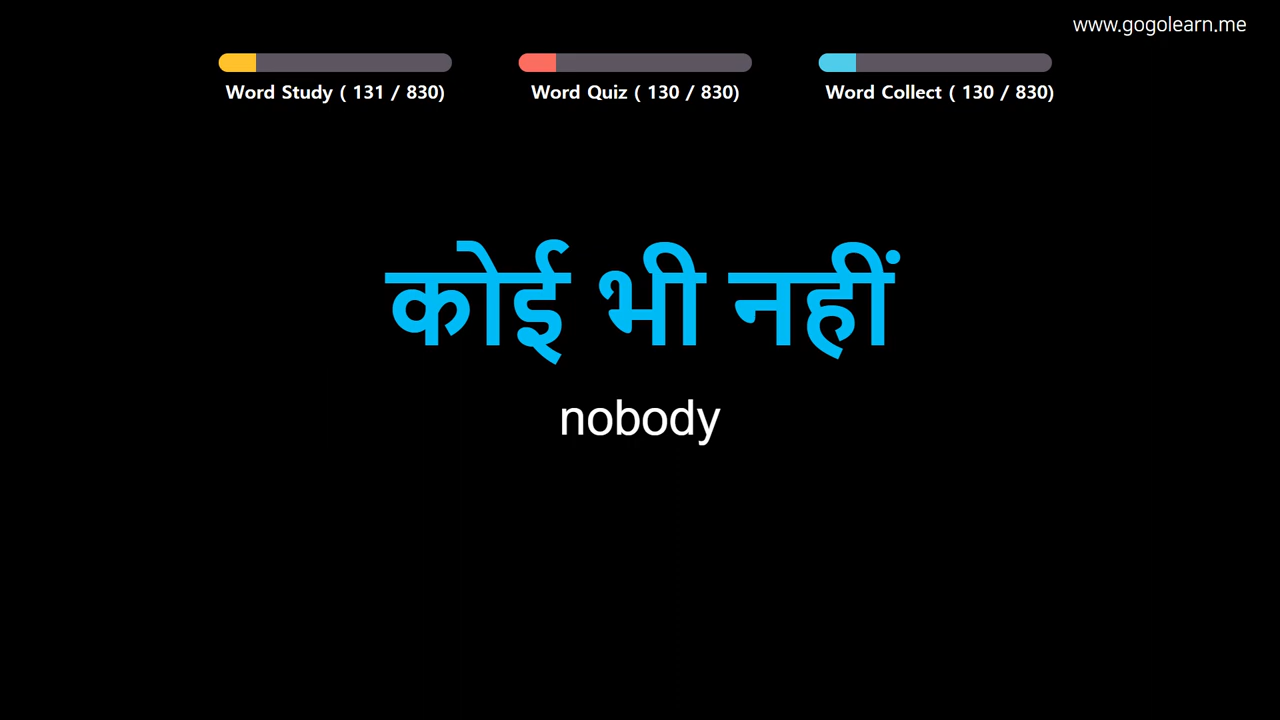 www.gogolearn.me
Word Study ( 131 / 830)
Word Quiz ( 130 / 830)
Word Collect ( 130 / 830)
कोई भी नहीं
nobody